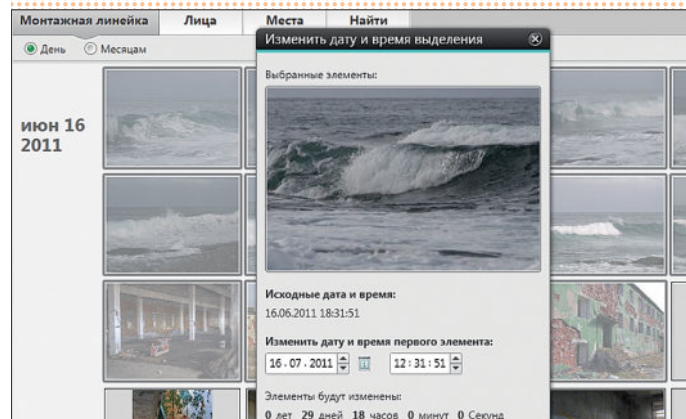 Монтажная линейка Лица Места Найти
День Месяцам
Изменить дату и время выделения
Выбранные элементы:
июн 16
2011
Исходные дата и время:
16.06.2011 18:31:51
Изменить дату и время первого элемента:
16.07.2011 12:31:51
Элементы будут изменены:
0 лет 29 дней 18 часов 0 минут 0 Секунд